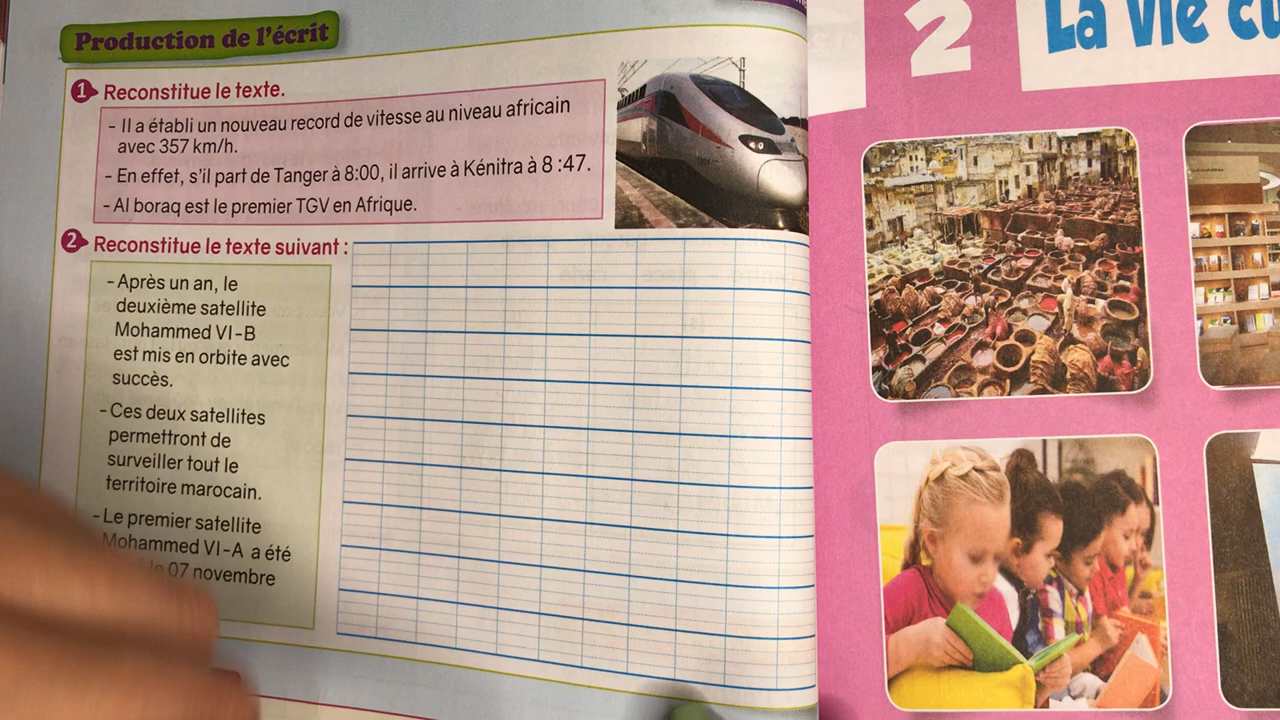 Production de l'écrit
1 Reconstitue le texte.
- Il a établi un nouveau record de vitesse au niveau africain
avec 357 km/h.
- En effet, s'il part de Tanger à 8:00, il arrive à Kénitra à 8 :47.
- Al boraq est le premier TGV en Afrique.
2 Reconstitue le texte suivant :
- Après un an, le
deuxième satellite
Mohammed VI-B
est mis en orbite avec
succès.
- Ces deux satellites
permettront de
surveiller tout le
territoire marocain.
- Le premier satellite
Mohammed VI-A a été
le 07 novembre
2 La vie